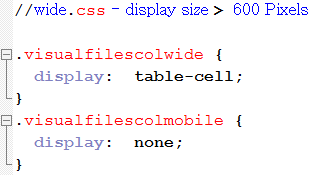 //wide.css - display size > 600 Pixels
.visualfilescolwide {
display: table-cell;
}
.visualfilescolmobile {
display: none;
}